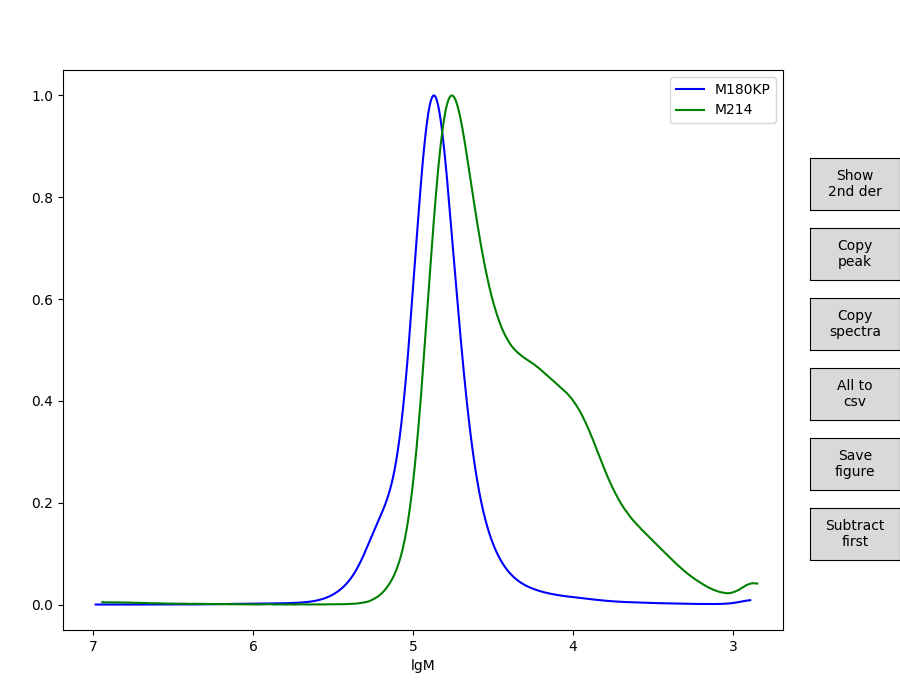 M180KP
M214
1.0
0.8
0.6
0.4
0.2
0.0
7
6
5
4
3
lgM
Show
2nd der
Copy
peak
Copy
spectra
All to
csv
Save
figure
Subtract
first